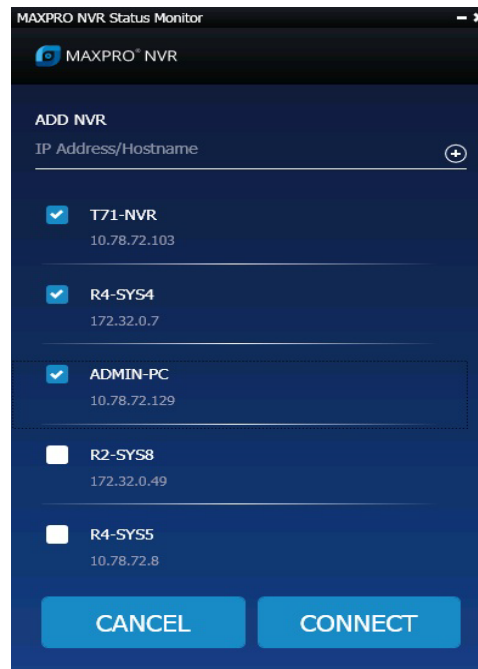 MAXPRO NVR Status Monitor
MAXPRO® NVR
ADD NVR
IP Address/Hostname
T71-NVR
10.78.72.103
R4-SYS4
172.32.0.7
ADMIN-PC
10.78.72.129
R2-SYS8
172.32.0.49
R4-SYS5
10.78.72.8
CANCEL CONNECT